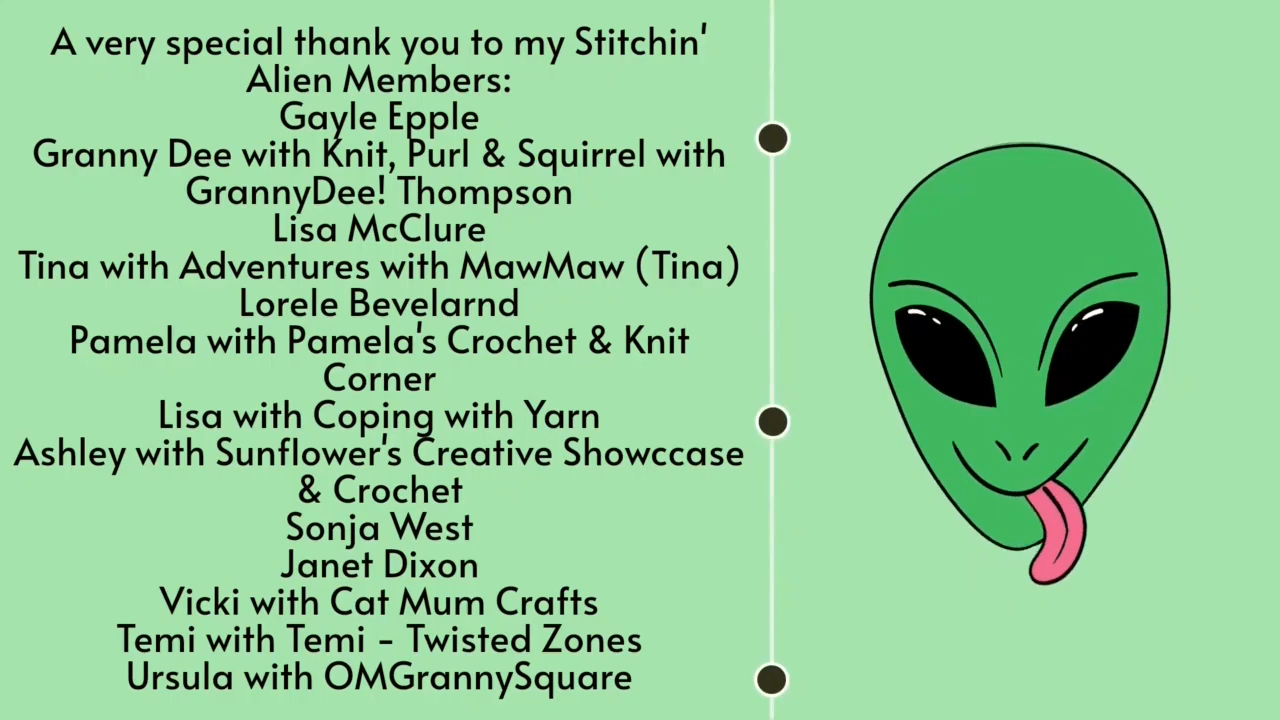 A very special thank you to my Stitchin'
Alien Members:
Gayle Epple
Granny Dee with Knit, Purl & Squirrel with
GrannyDee! Thompson
Lisa McClure
Tina with Adventures with MawMaw (Tina)
Lorele Bevelarnd
Pamela with Pamela's Crochet & Knit
Corner
Lisa with Coping with Yarn
Ashley with Sunflower's Creative Showccase
& Crochet
Sonja West
Janet Dixon
Vicki with Cat Mum Crafts
Temi with Temi - Twisted Zones
Ursula with OMGrannySquare